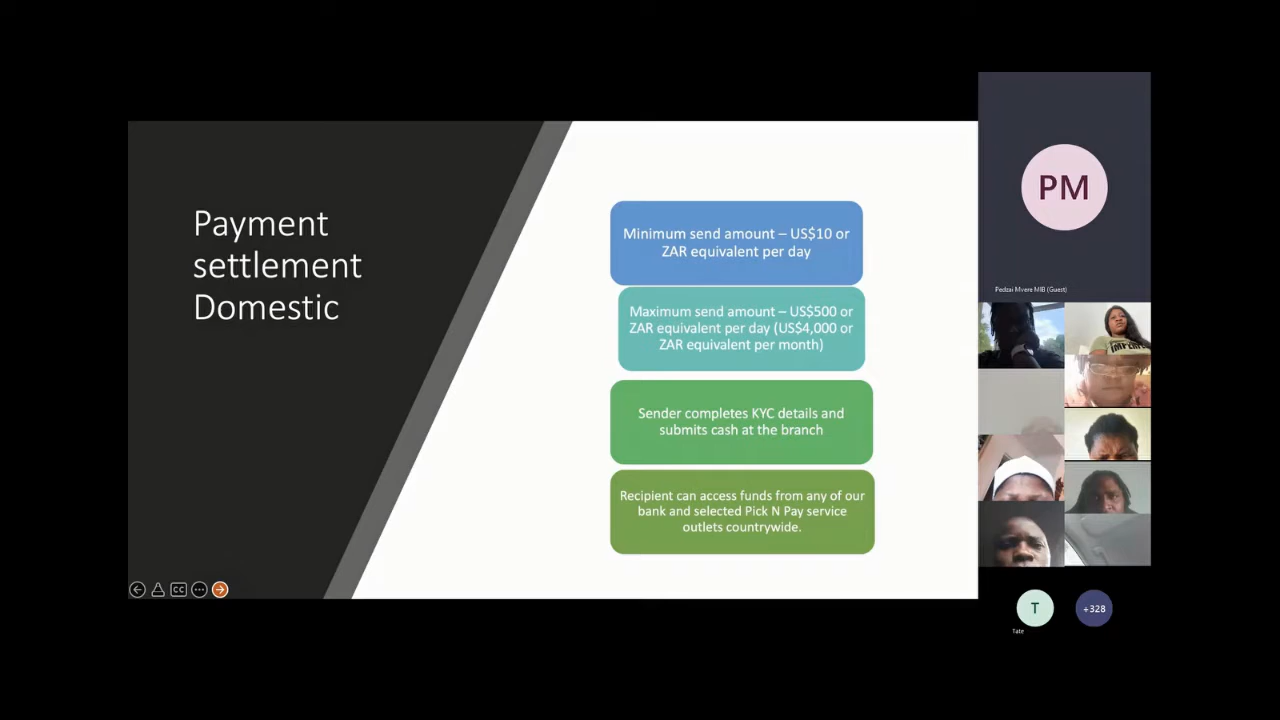 Payment
settlement
Domestic
Minimum send amount – US$10 or
ZAR equivalent per day
Maximum send amount – US$500 or
ZAR equivalent per day (US$4,000 or
ZAR equivalent per month)
Sender completes KYC details and
submits cash at the branch
Recipient can access funds from any of our
bank and selected Pick N Pay service
outlets countrywide.
CC
PM
Pedzai Mvere MIB (Guest)
T
Tate
+328